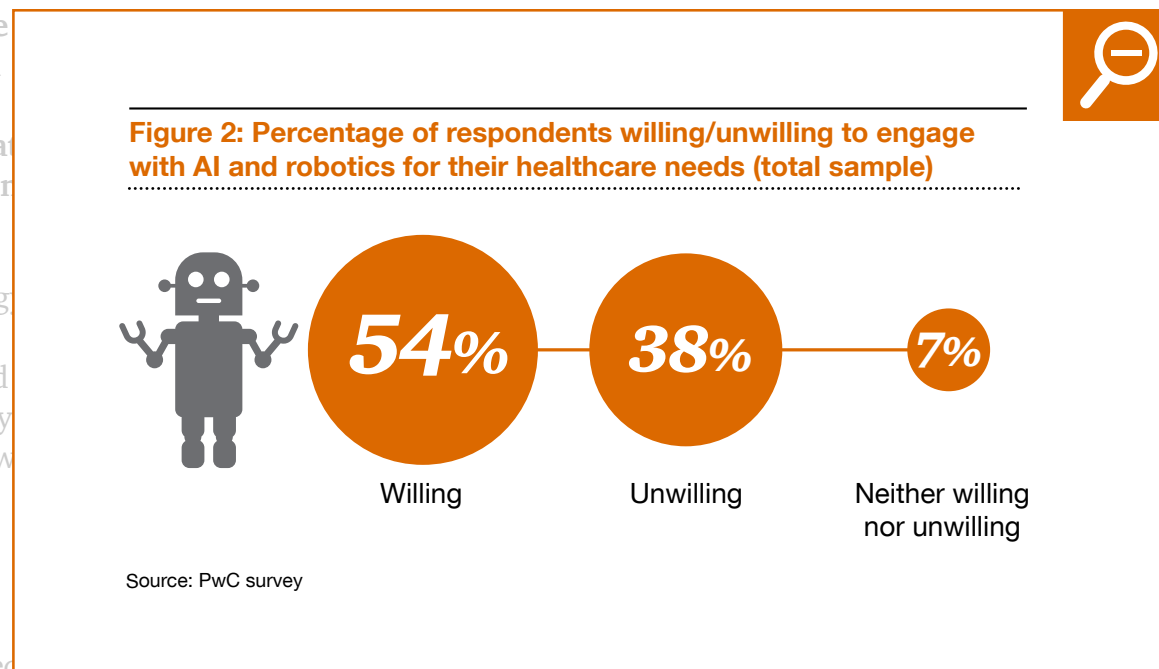 Figure 2: Percentage of respondents willing/unwilling to engage
with AI and robotics for their healthcare needs (total sample)
54%
38%
7%
Willing
Unwilling
Neither willing
nor unwilling
Source: PwC survey